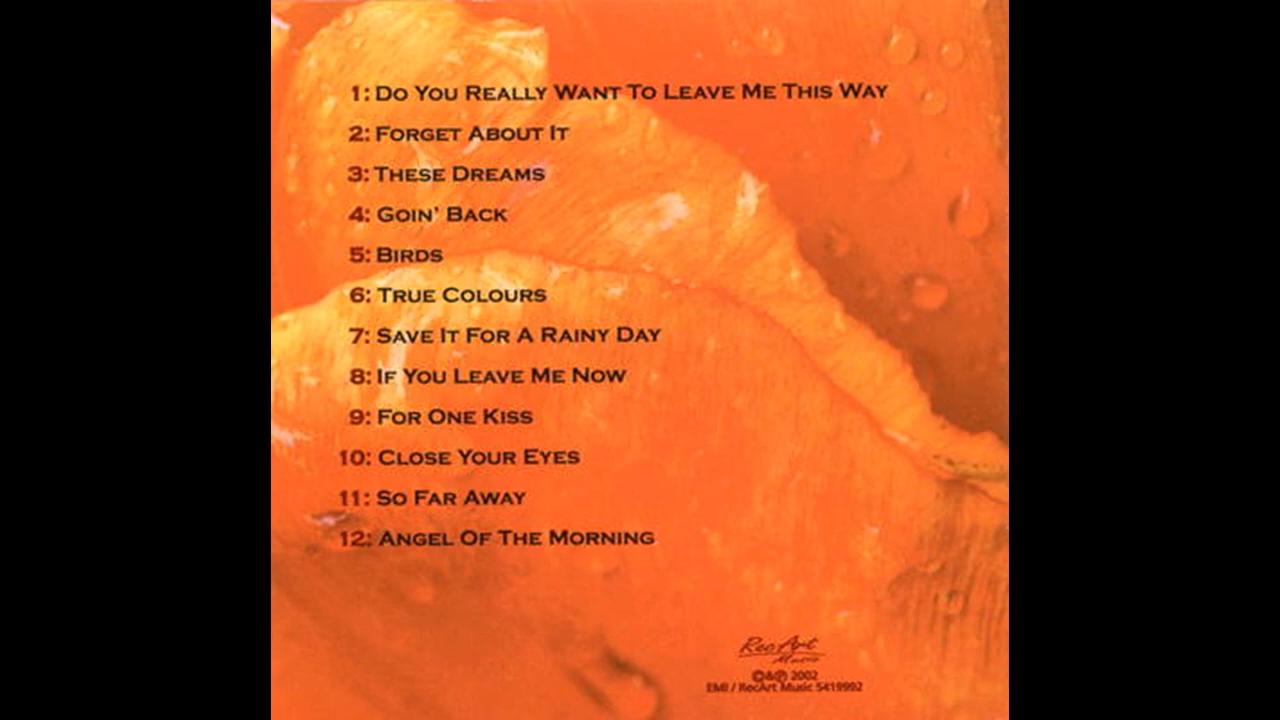 1: Do You Really Want To Leave Me This Way
2: Forget About It
3: These Dreams
4: Goin' Back
5: Birds
6: True Colours
7: Save It For A Rainy Day
8: If You Leave Me Now
9: For One Kiss
10: Close Your Eyes
11: So Far Away
12: Angel Of The Morning
RecArt
Music
©&℗ 2002
EMI / RecArt Music 5419992